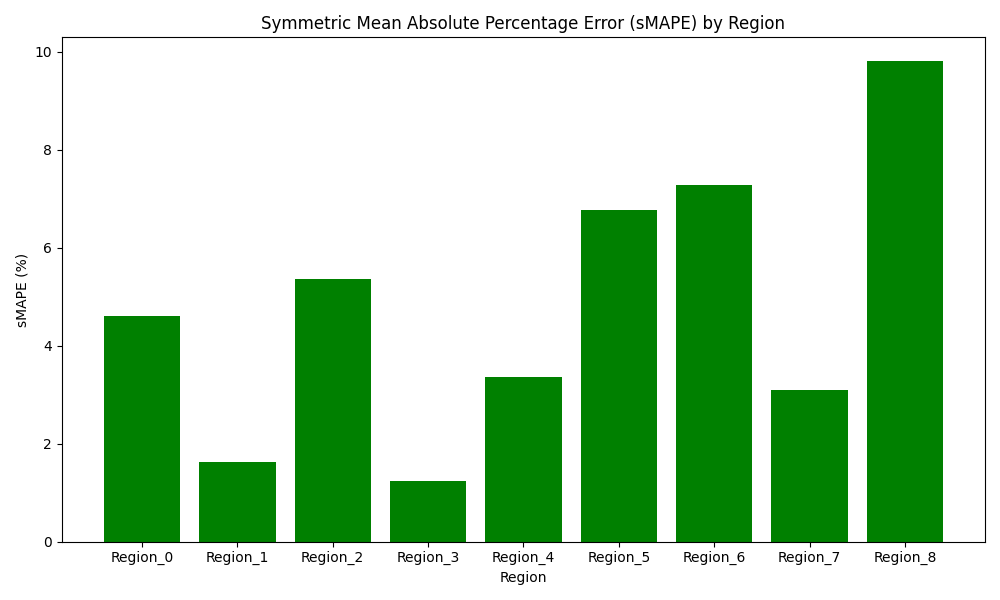 Symmetric Mean Absolute Percentage Error (sMAPE) by Region
sMAPE (%)
10
8
6
4
2
0
Region_0 Region_1 Region_2 Region_3 Region_4 Region_5 Region_6 Region_7 Region_8
Region